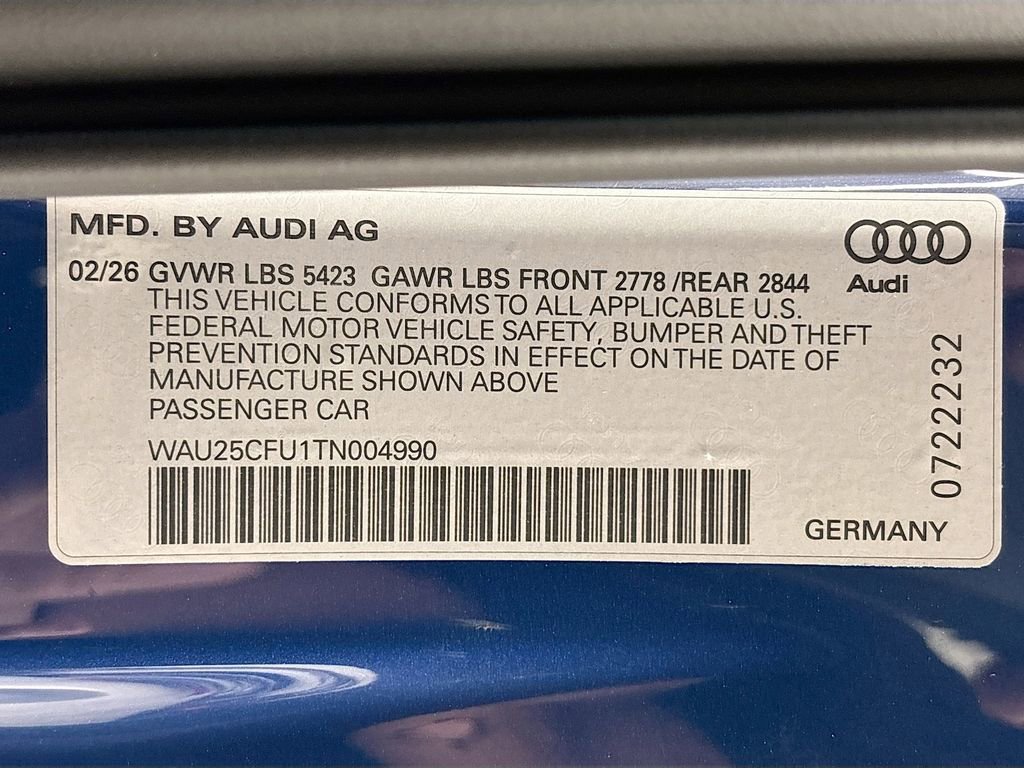 MFD. BY AUDI AG
Audi
02/26 GVWR LBS 5423 GAWR LBS FRONT 2778 /REAR 2844
THIS VEHICLE CONFORMS TO ALL APPLICABLE U.S.
FEDERAL MOTOR VEHICLE SAFETY, BUMPER AND THEFT
PREVENTION STANDARDS IN EFFECT ON THE DATE OF
MANUFACTURE SHOWN ABOVE
PASSENGER CAR
WAU25CFU1TN004990
0722232
GERMANY